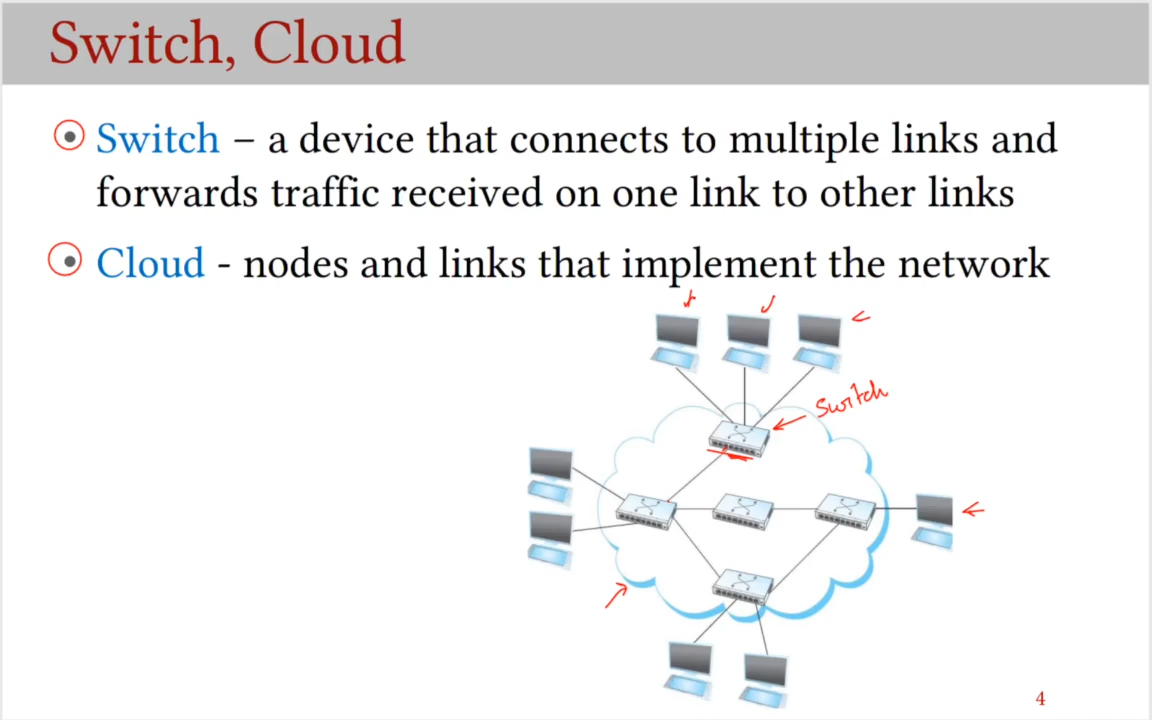 Switch, Cloud
Switch – a device that connects to multiple links and
forwards traffic received on one link to other links
Cloud - nodes and links that implement the network
Switch
4